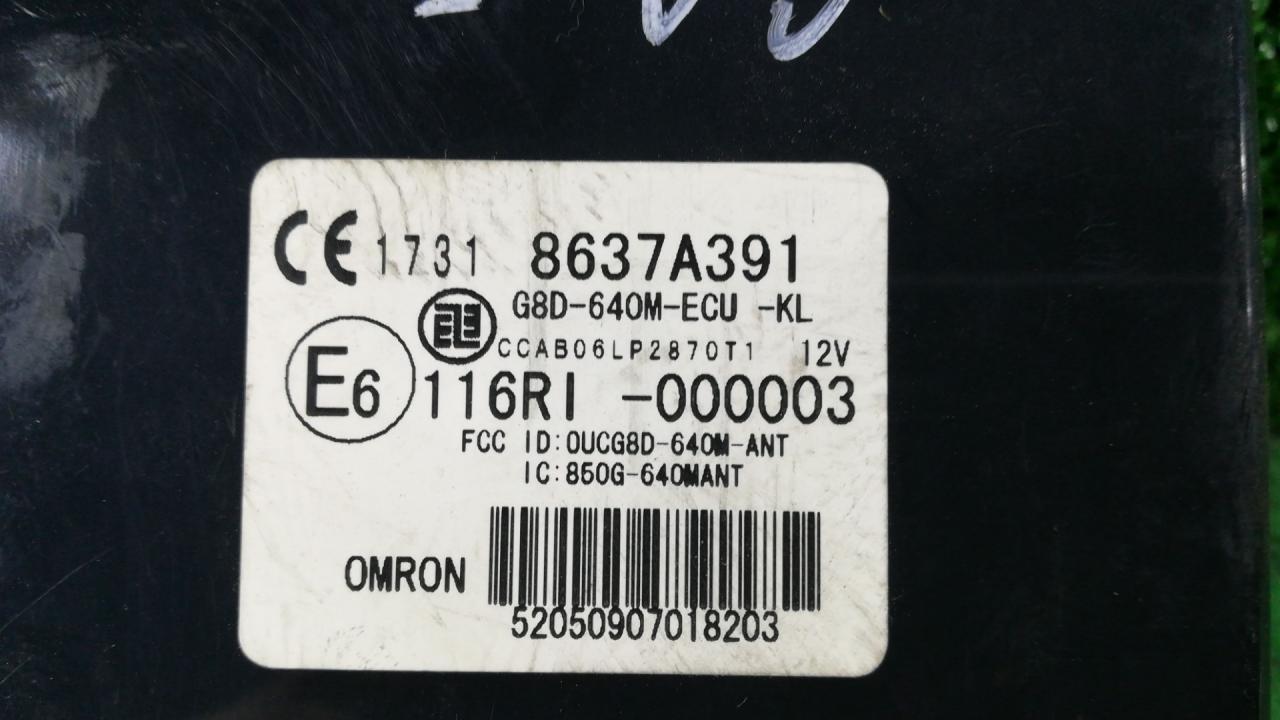 CE 1731 8637A391
G8D-640M-ECU -KL
CCAB06LP2870T1 12V
E6 116RI -000003
FCC ID:OUCG8D-640M-ANT
IC:850G-640MANT
OMRON
52050907018203